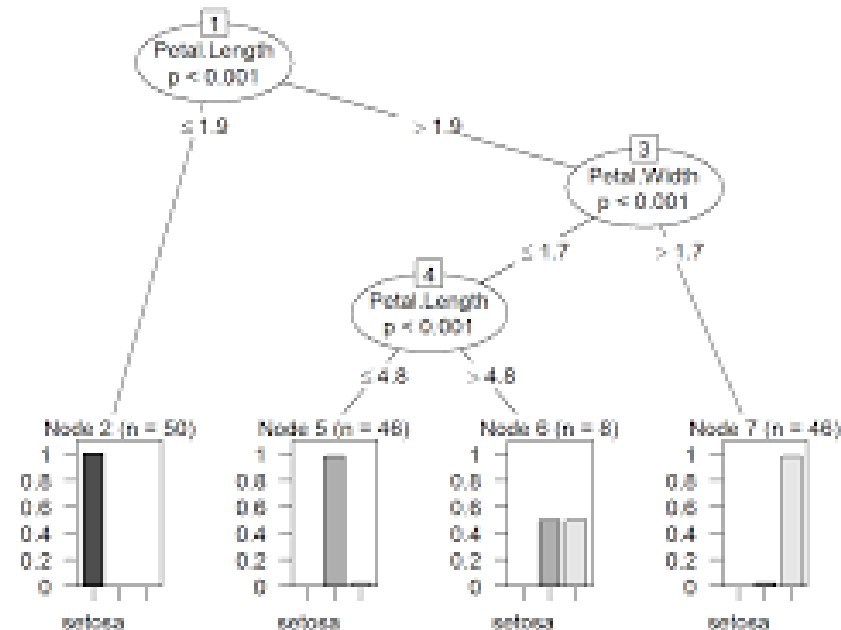 1
Petal.Length
p < 0.001
≤ 1.9
> 1.9
3
Petal.Width
p < 0.001
≤ 1.7
> 1.7
4
Petal.Length
p < 0.001
≤ 4.8
> 4.8
Node 2 (n = 50)
1
0.8
0.6
0.4
0.2
0
setosa
Node 5 (n = 46)
1
0.8
0.6
0.4
0.2
0
setosa
Node 6 (n = 8)
1
0.8
0.6
0.4
0.2
0
setosa
Node 7 (n = 46)
1
0.8
0.6
0.4
0.2
0
setosa